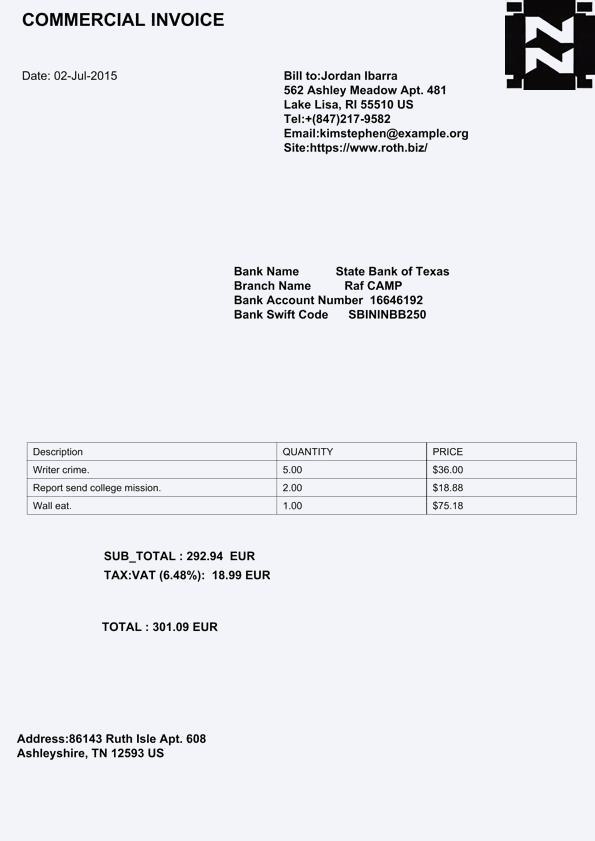 COMMERCIAL INVOICE
Date: 02-Jul-2015
Bill to:Jordan Ibarra
562 Ashley Meadow Apt. 481
Lake Lisa, RI 55510 US
Tel:+(847)217-9582
Email:kimstephen@example.org
Site:https://www.roth.biz/
Bank Name State Bank of Texas
Branch Name Raf CAMP
Bank Account Number 16646192
Bank Swift Code SBININBB250
Description QUANTITY PRICE
Writer crime. 5.00 $36.00
Report send college mission. 2.00 $18.88
Wall eat. 1.00 $75.18
SUB_TOTAL : 292.94 EUR
TAX:VAT (6.48%): 18.99 EUR
TOTAL : 301.09 EUR
Address:86143 Ruth Isle Apt. 608
Ashleyshire, TN 12593 US